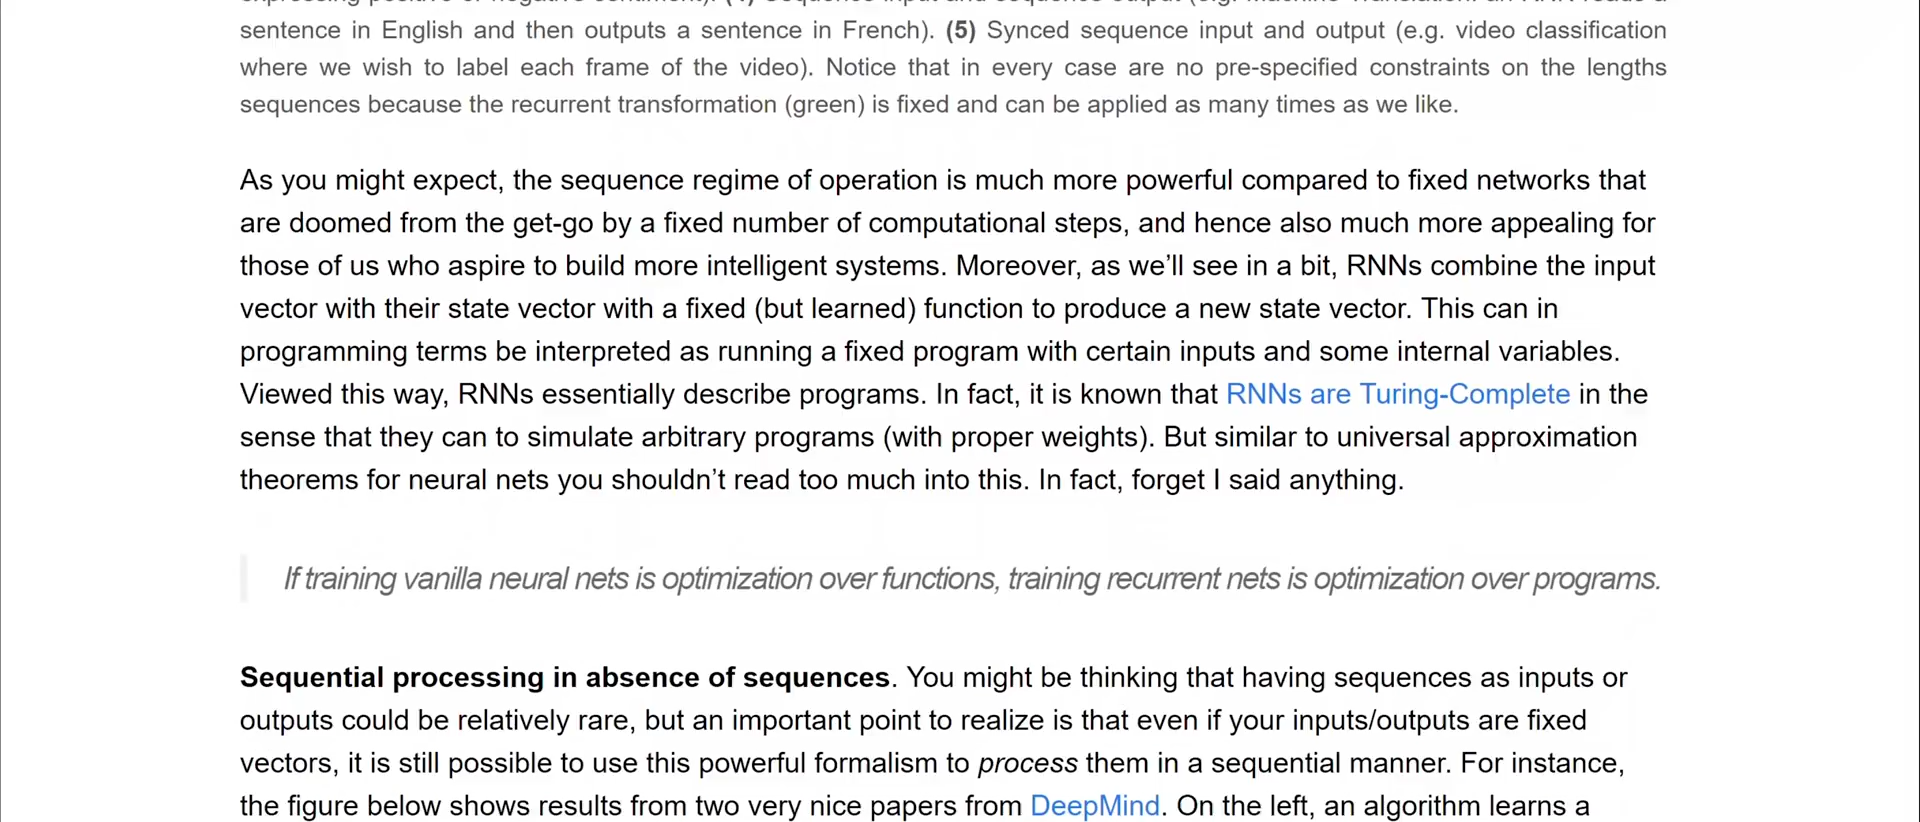 sentence in English and then outputs a sentence in French). (5) Synced sequence input and output (e.g. video classification
where we wish to label each frame of the video). Notice that in every case are no pre-specified constraints on the lengths
sequences because the recurrent transformation (green) is fixed and can be applied as many times as we like.
As you might expect, the sequence regime of operation is much more powerful compared to fixed networks that
are doomed from the get-go by a fixed number of computational steps, and hence also much more appealing for
those of us who aspire to build more intelligent systems. Moreover, as we’ll see in a bit, RNNs combine the input
vector with their state vector with a fixed (but learned) function to produce a new state vector. This can in
programming terms be interpreted as running a fixed program with certain inputs and some internal variables.
Viewed this way, RNNs essentially describe programs. In fact, it is known that RNNs are Turing-Complete in the
sense that they can to simulate arbitrary programs (with proper weights). But similar to universal approximation
theorems for neural nets you shouldn’t read too much into this. In fact, forget I said anything.
If training vanilla neural nets is optimization over functions, training recurrent nets is optimization over programs.
Sequential processing in absence of sequences. You might be thinking that having sequences as inputs or
outputs could be relatively rare, but an important point to realize is that even if your inputs/outputs are fixed
vectors, it is still possible to use this powerful formalism to process them in a sequential manner. For instance,
the figure below shows results from two very nice papers from DeepMind. On the left, an algorithm learns a